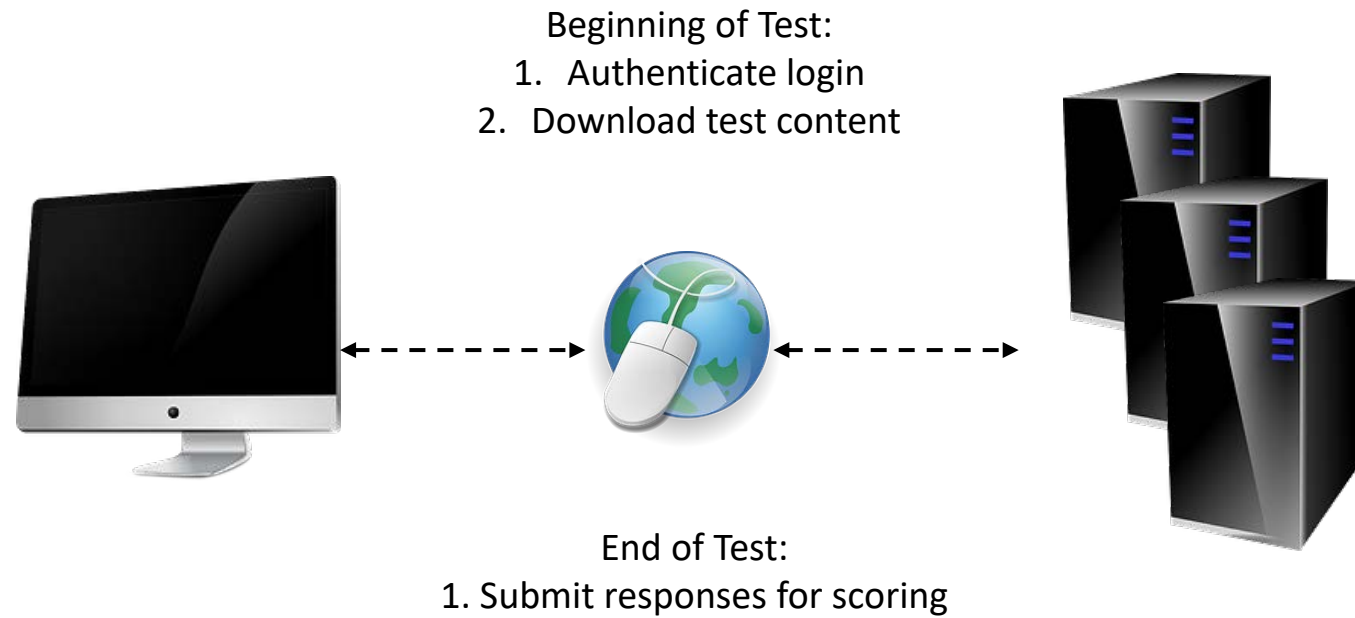 Beginning of Test:
1. Authenticate login
2. Download test content
End of Test:
1. Submit responses for scoring